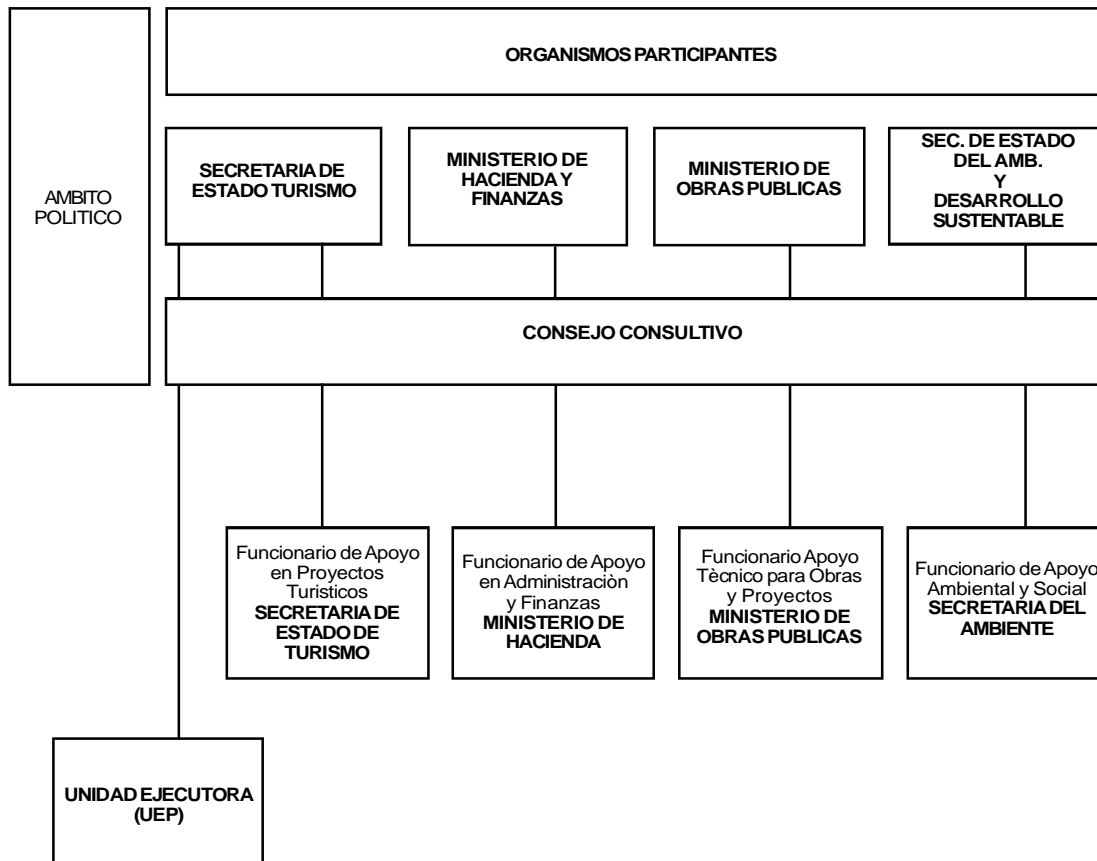 ORGANISMOS PARTICIPANTES
AMBITO
POLITICO
SECRETARIA DE
ESTADO TURISMO
MINISTERIO DE
HACIENDA Y
FINANZAS
MINISTERIO DE
OBRAS PUBLICAS
SEC. DE ESTADO
DEL AMB.
Y
DESARROLLO
SUSTENTABLE
CONSEJO CONSULTIVO
Funcionario de Apoyo
en Proyectos
Turisticos
SECRETARIA DE
ESTADO DE
TURISMO
Funcionario de Apoyo
en Administraciòn
y Finanzas
MINISTERIO DE
HACIENDA
Funcionario Apoyo
Tècnico para Obras
y Proyectos
MINISTERIO DE
OBRAS PUBLICAS
Funcionario de Apoyo
Ambiental y Social
SECRETARIA DEL
AMBIENTE
UNIDAD EJECUTORA
(UEP)